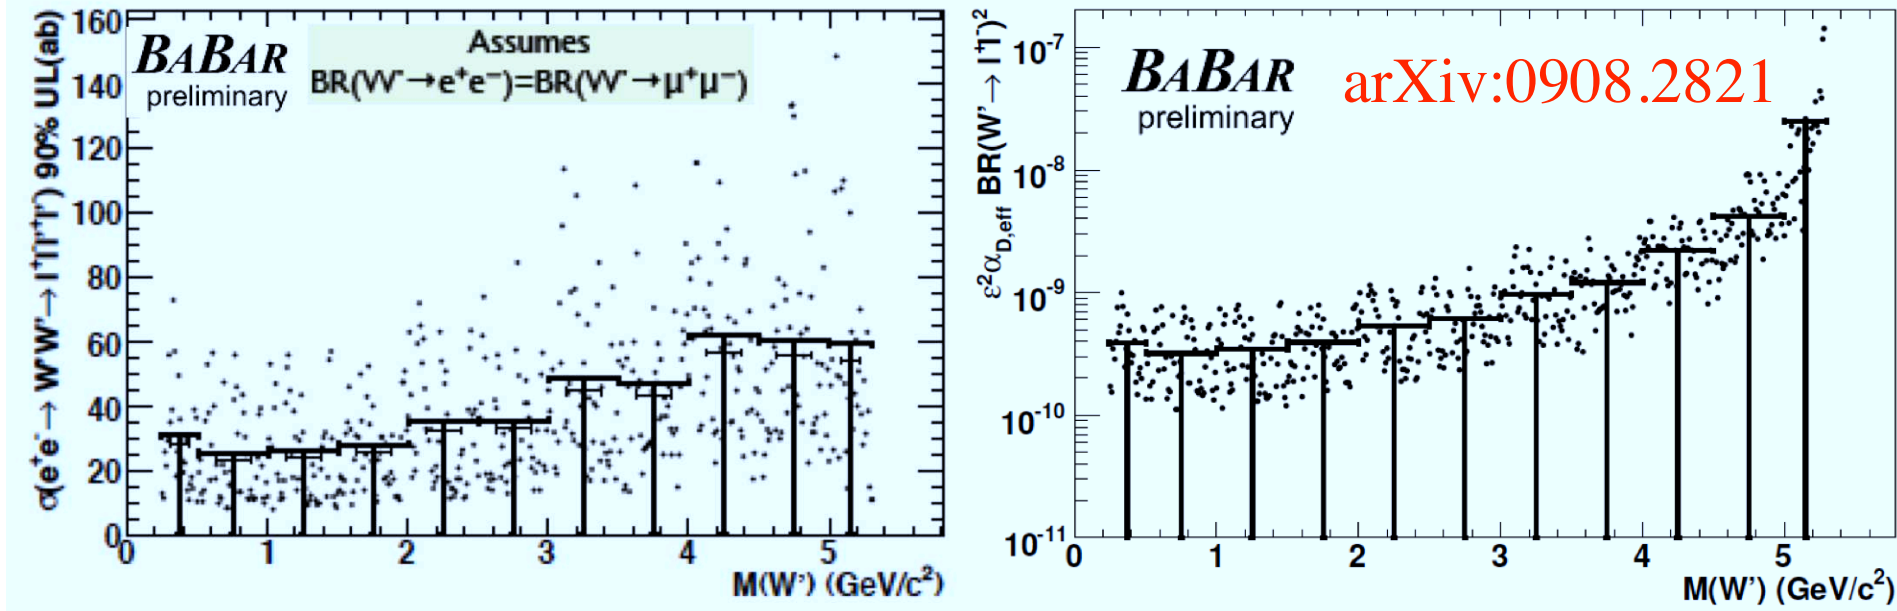 160
140
120
100
80
60
40
20
0
σ(e⁺e⁻→ W'W'→ l⁺l⁻l'⁺l'⁻) 90% UL(ab)
BABAR
preliminary
Assumes
BR(W'→e⁺e⁻)=BR(W'→μ⁺μ⁻)
0 1 2 3 4 5
M(W') (GeV/c²)
10⁻⁷
10⁻⁸
10⁻⁹
10⁻¹⁰
10⁻¹¹
ε²α_D,eff BR(W'→ l⁺l⁻)²
BABAR
preliminary
arXiv:0908.2821
0 1 2 3 4 5
M(W') (GeV/c²)